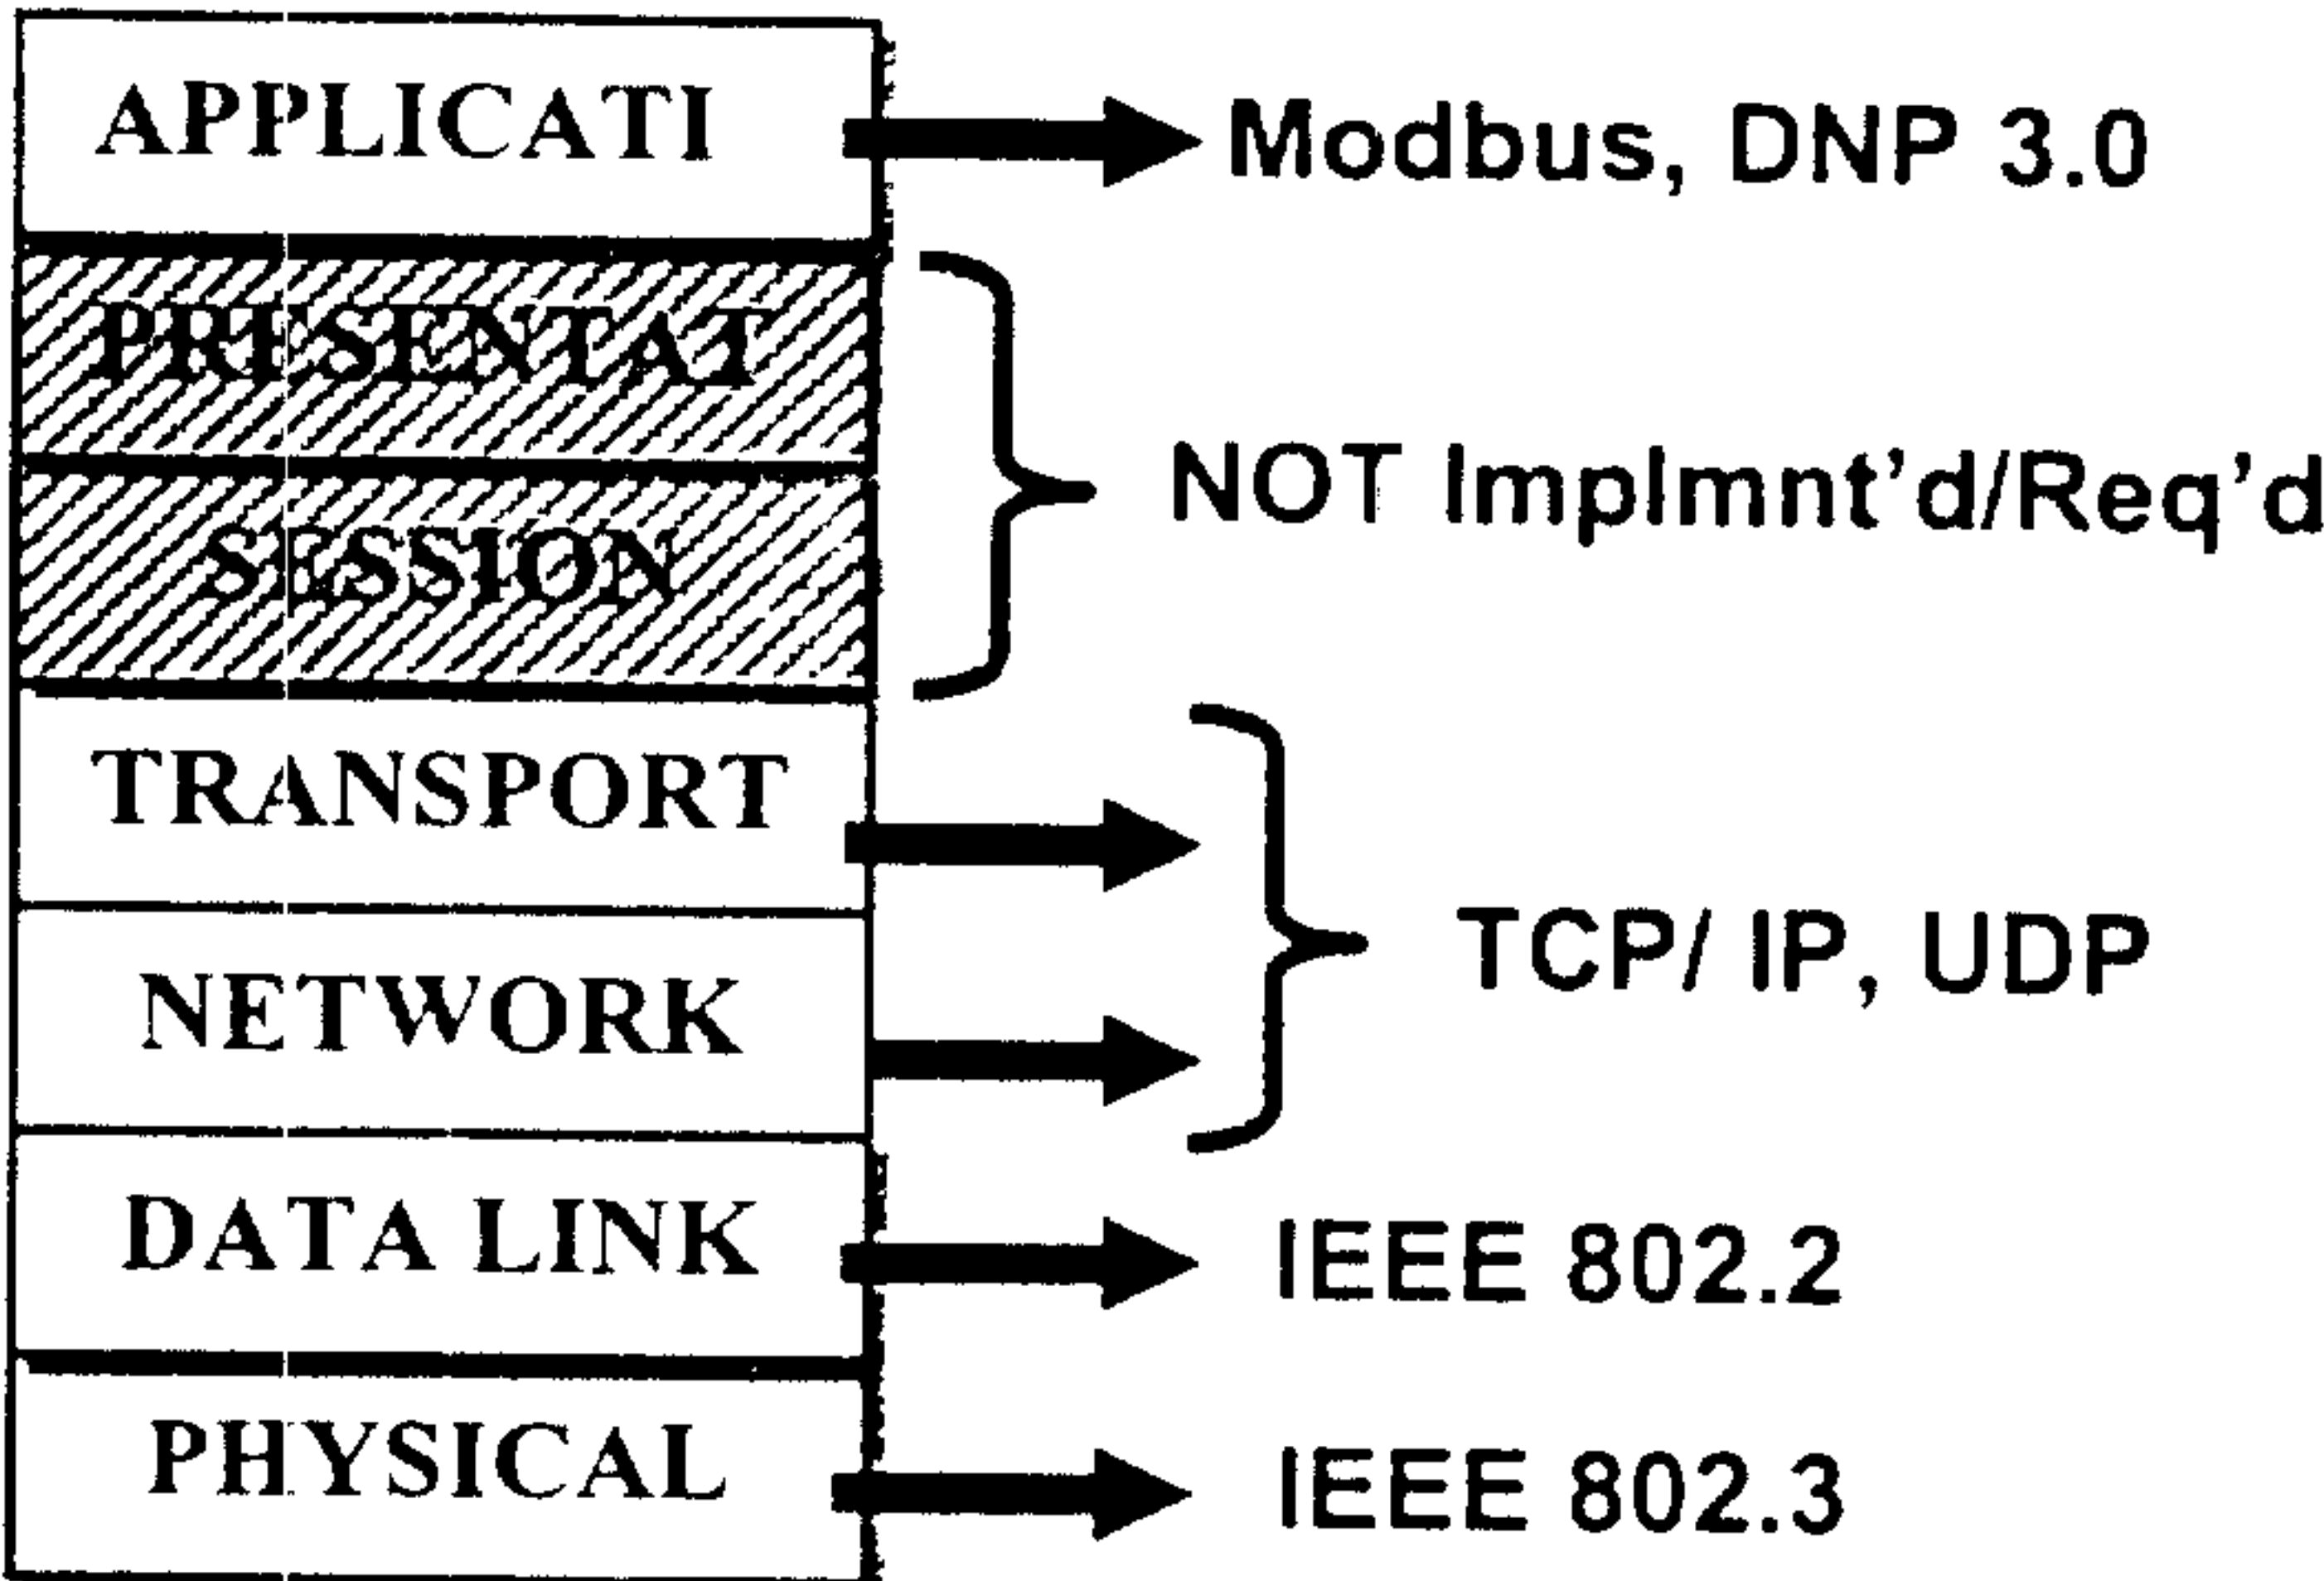 APPLICATI
Modbus, DNP 3.0
PRESENTAT
NOT Implmnt'd/Req'd
SESSION
TRANSPORT
TCP/ IP, UDP
NETWORK
DATA LINK
IEEE 802.2
PHYSICAL
IEEE 802.3